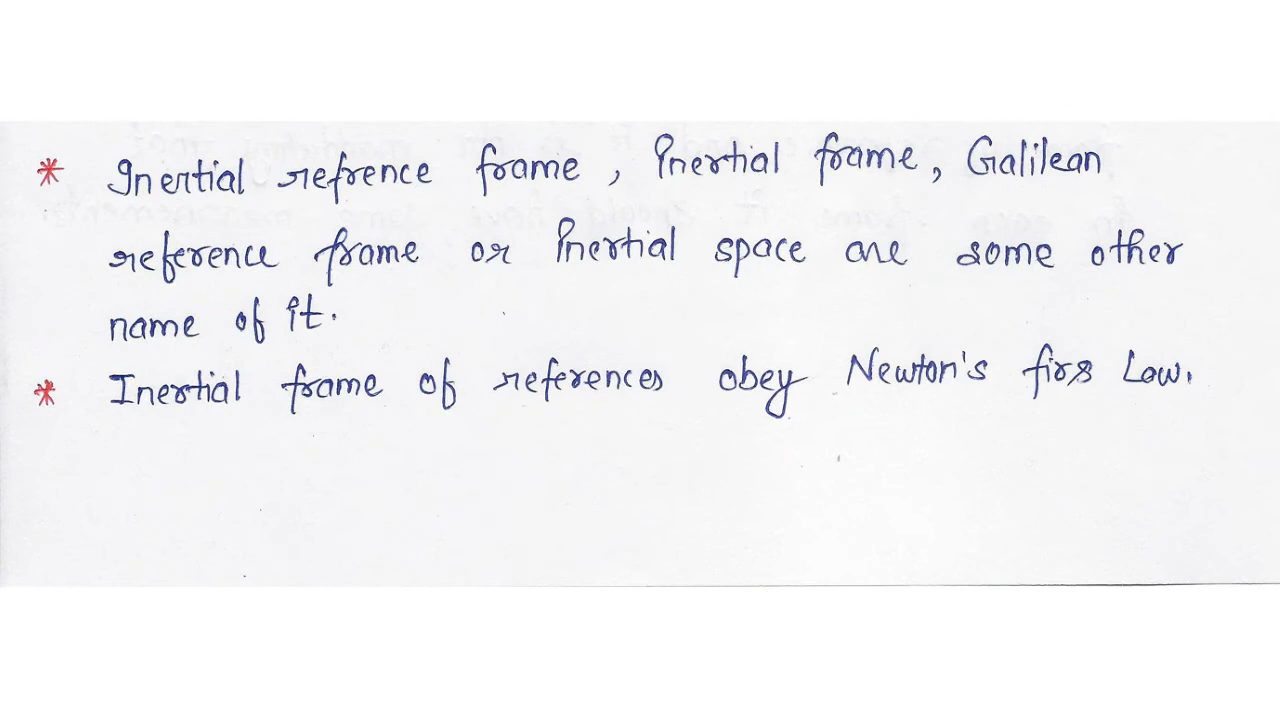 * Inertial refrence frame, Inertial frame, Galilean
reference frame or Inertial space are some other
name of it.
* Inertial frame of references obey Newton's firs Law.